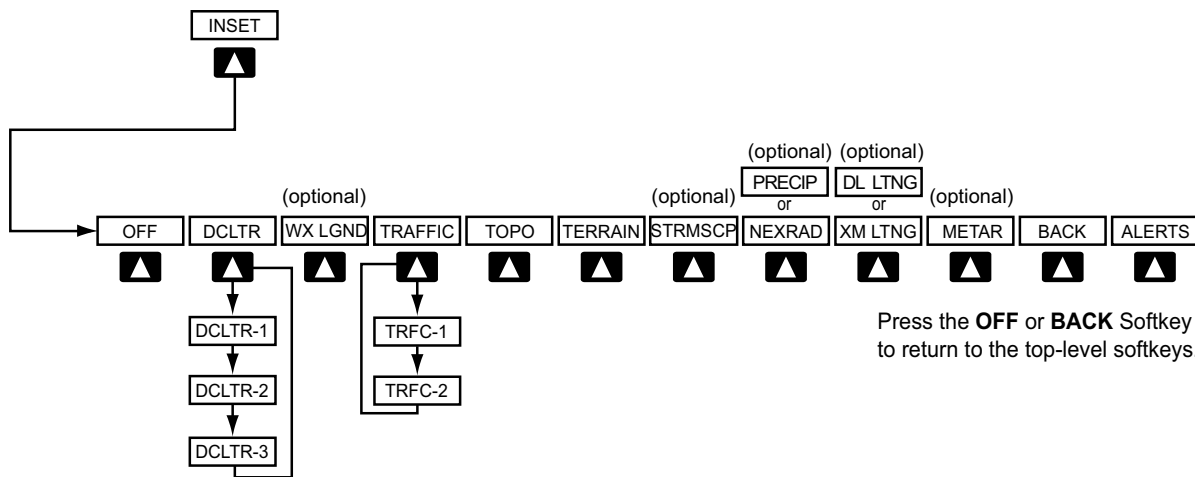 INSET
(optional) (optional)
PRECIP DL LTNG
(optional) (optional) or or (optional)
OFF DCLTR WX LGND TRAFFIC TOPO TERRAIN STRMSCP NEXRAD XM LTNG METAR BACK ALERTS
DCLTR-1 TRFC-1
DCLTR-2 TRFC-2
DCLTR-3
Press the OFF or BACK Softkey
to return to the top-level softkeys